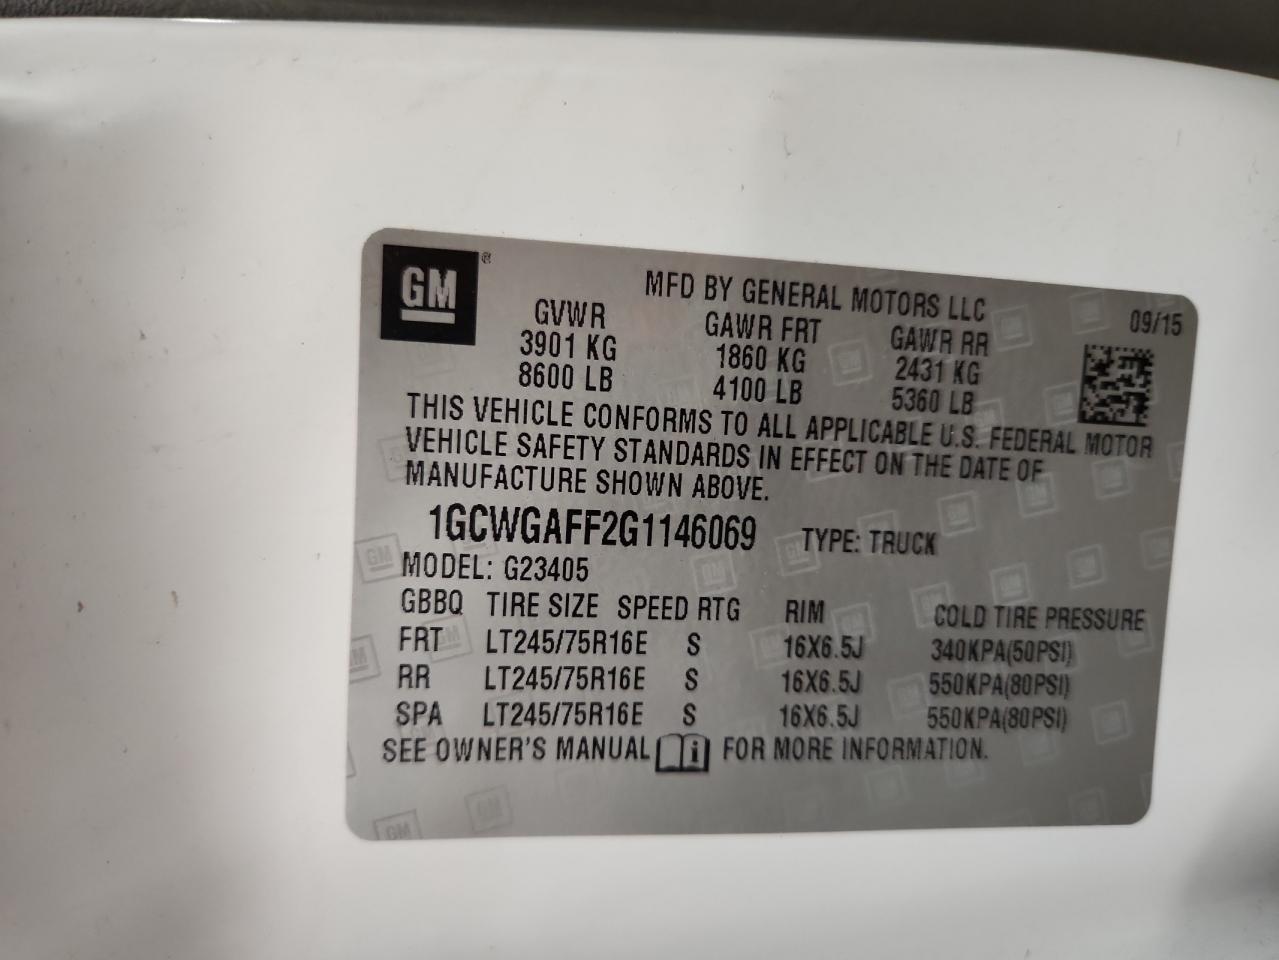 GM ®
MFD BY GENERAL MOTORS LLC 09/15
GVWR GAWR FRT GAWR RR
3901 KG 1860 KG 2431 KG
8600 LB 4100 LB 5360 LB
THIS VEHICLE CONFORMS TO ALL APPLICABLE U.S. FEDERAL MOTOR
VEHICLE SAFETY STANDARDS IN EFFECT ON THE DATE OF
MANUFACTURE SHOWN ABOVE.
1GCWGAFF2G1146069 TYPE: TRUCK
MODEL: G23405
GBBQ TIRE SIZE SPEED RTG RIM COLD TIRE PRESSURE
FRT LT245/75R16E S 16X6.5J 340KPA(50PSI)
RR LT245/75R16E S 16X6.5J 550KPA(80PSI)
SPA LT245/75R16E S 16X6.5J 550KPA(80PSI)
SEE OWNER'S MANUAL i FOR MORE INFORMATION.